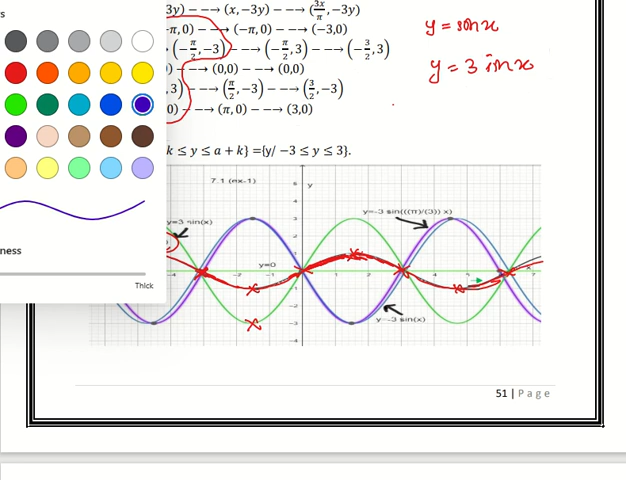 rs
3y) −−→ (x, −3y) −−→ (3x/π, −3y)
-π, 0) −−→ (−π, 0) −−→ (−3,0)
(−π/2, −3) −−→ (−π/2, 3) −−→ (−3/2, 3)
) −−→ (0,0) −−→ (0,0)
, 3) −−→ (π/2, −3) −−→ (3/2, −3)
0) −−→ (π, 0) −−→ (3,0)
y = sin x
y = 3 sin x
k ≤ y ≤ a + k} ={y/ −3 ≤ y ≤ 3}.
7.1 (ex-1)
y
y=3 sin(x)
y=-3 sin(((π)/(3)) x)
y=0
y=-3 sin(x)
ness
Thick
51 | Page